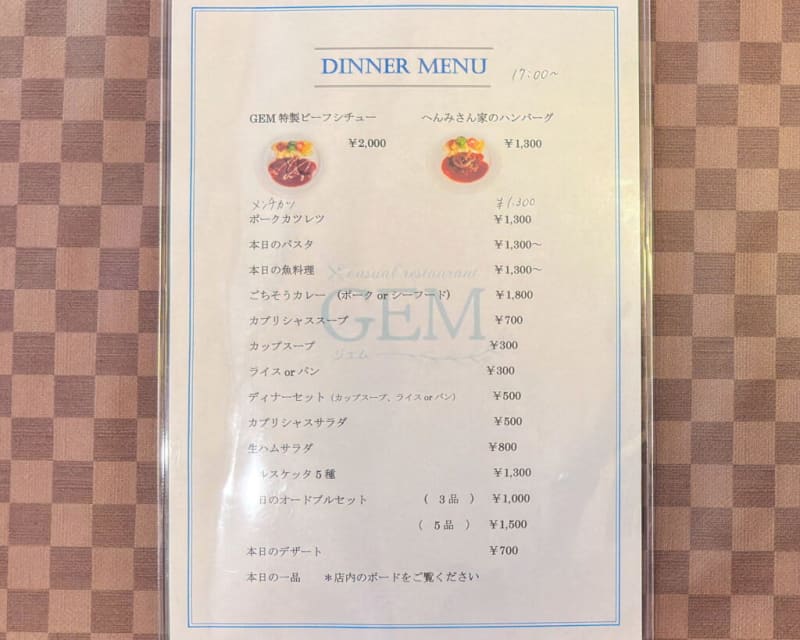 DINNER MENU 17:00～
GEM 特製ビーフシチュー へんみさん家のハンバーグ
￥2,000 ￥1,300
メンチカツ ￥1,300
ポークカツレツ ￥1,300
本日のパスタ ￥1,300～
本日の魚料理 ￥1,300～
casual restaurant
ごちそうカレー （ポーク or シーフード） ￥1,800
GEM
カプリシャススープ ￥700
カップスープ ￥300
ジェム
ライス or パン ￥300
ディナーセット（カップスープ、ライス or パン） ￥500
カプリシャスサラダ ￥500
生ハムサラダ ￥800
ルスケッタ 5 種 ￥1,300
日のオードブルセット （ 3 品 ） ￥1,000
（ 5 品 ） ￥1,500
本日のデザート ￥700
本日の一品 ＊店内のボードをご覧ください